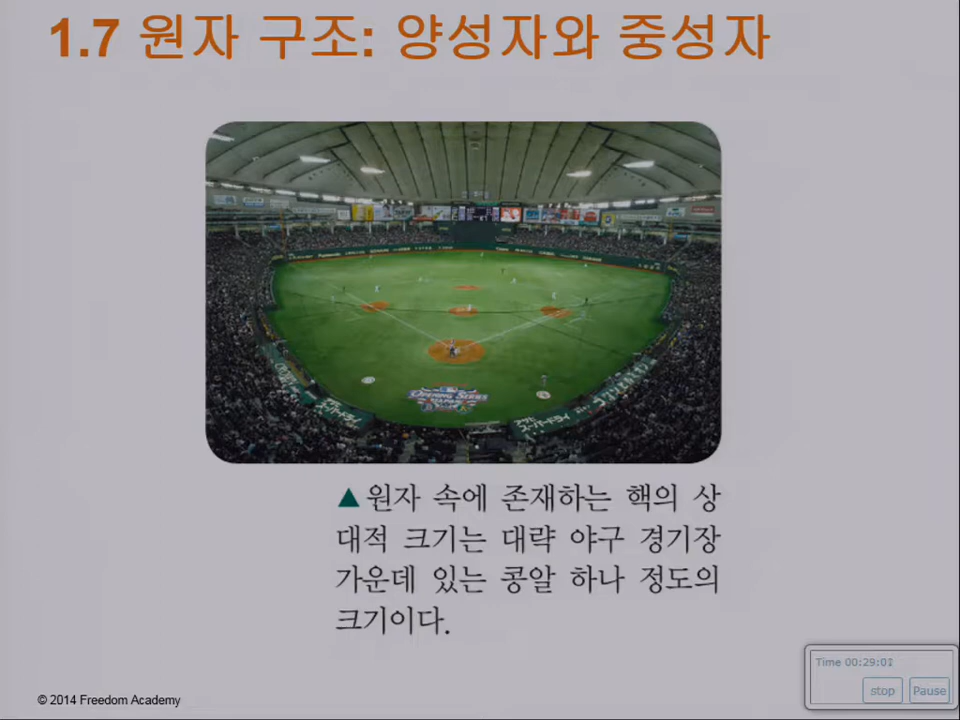 1.7 원자 구조: 양성자와 중성자
OPENING SERIES
▲원자 속에 존재하는 핵의 상
대적 크기는 대략 야구 경기장
가운데 있는 콩알 하나 정도의
크기이다.
Time 00:29:01
stop Pause
© 2014 Freedom Academy